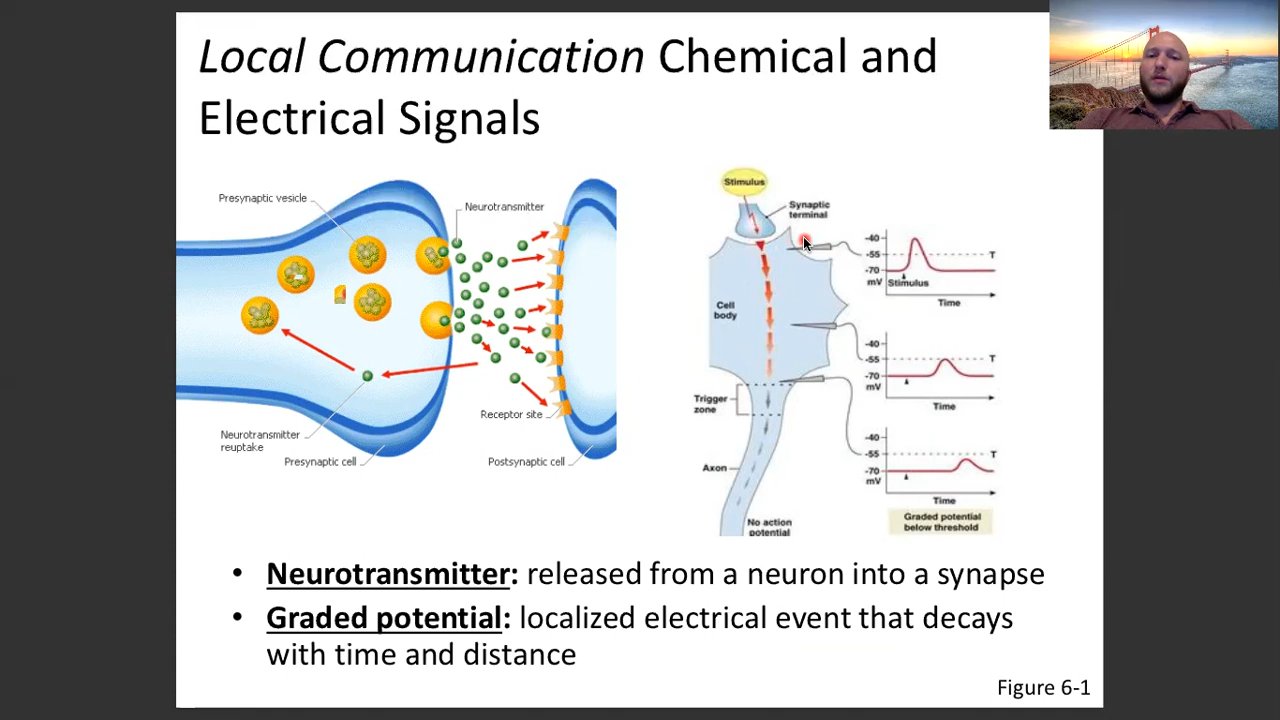 Local Communication Chemical and
Electrical Signals
Presynaptic vesicle
Neurotransmitter
Receptor site
Neurotransmitter
reuptake
Presynaptic cell
Postsynaptic cell
Stimulus
Synaptic
terminal
Cell
body
Trigger
zone
Axon
No action
potential
-40
-55
T
-70
mV
Stimulus
Time
-40
-55
T
-70
mV
Time
-40
-55
T
-70
mV
Time
Graded potential
below threshold
• Neurotransmitter: released from a neuron into a synapse
• Graded potential: localized electrical event that decays
with time and distance
Figure 6-1